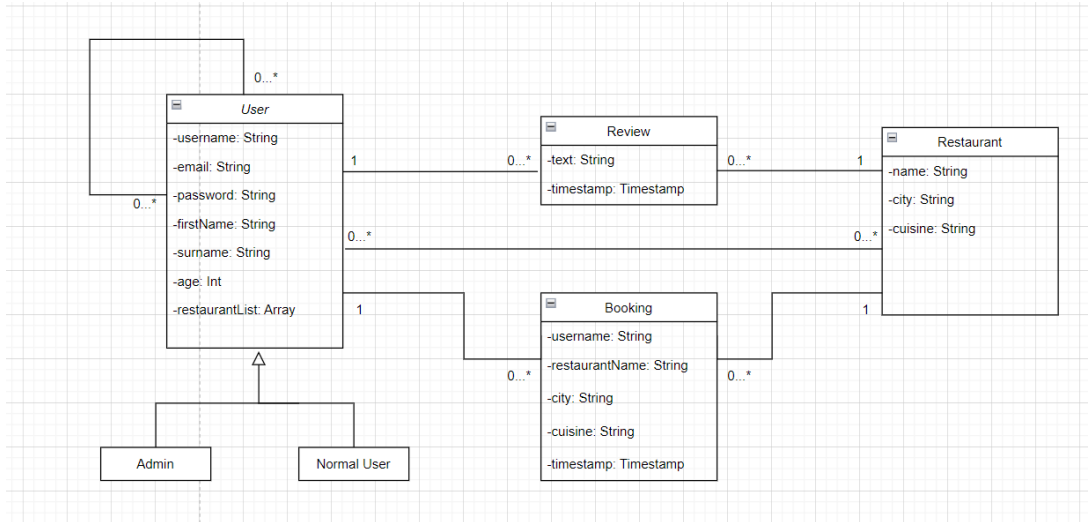 0...*
User
-username: String
-email: String
-password: String
-firstName: String
-surname: String
-age: Int
-restaurantList: Array
0...*
1
0...*
Review
-text: String
-timestamp: Timestamp
0...*
1
Restaurant
-name: String
-city: String
-cuisine: String
0...*
0...*
1
0...*
Booking
-username: String
-restaurantName: String
-city: String
-cuisine: String
-timestamp: Timestamp
0...*
1
Admin
Normal User